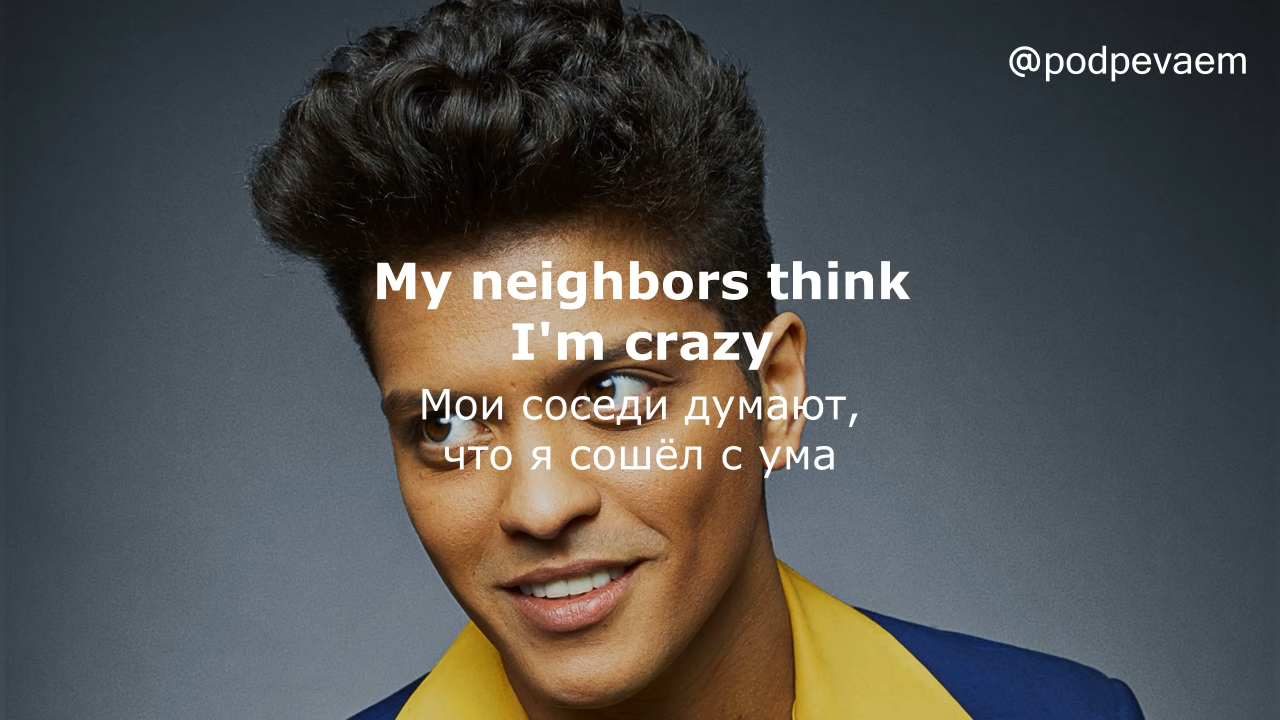 @podpevaem
My neighbors think
I'm crazy
Мои соседи думают,
что я сошёл с ума